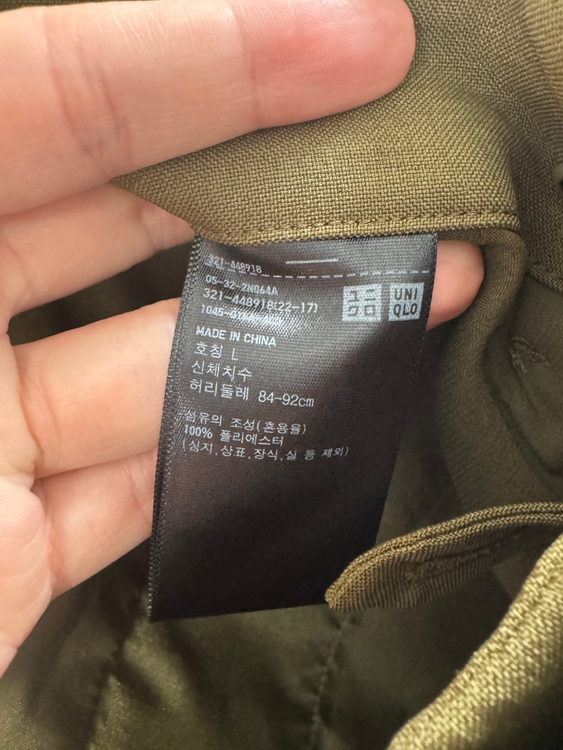 321-448918
05-32-2N064A
321-448918(22-17)
UNI
QLO
MADE IN CHINA
호칭 L
신체치수
허리둘레 84-92cm
섬유의 조성(혼용율)
100% 폴리에스터
(심지,상표,장식,실 등 제외)